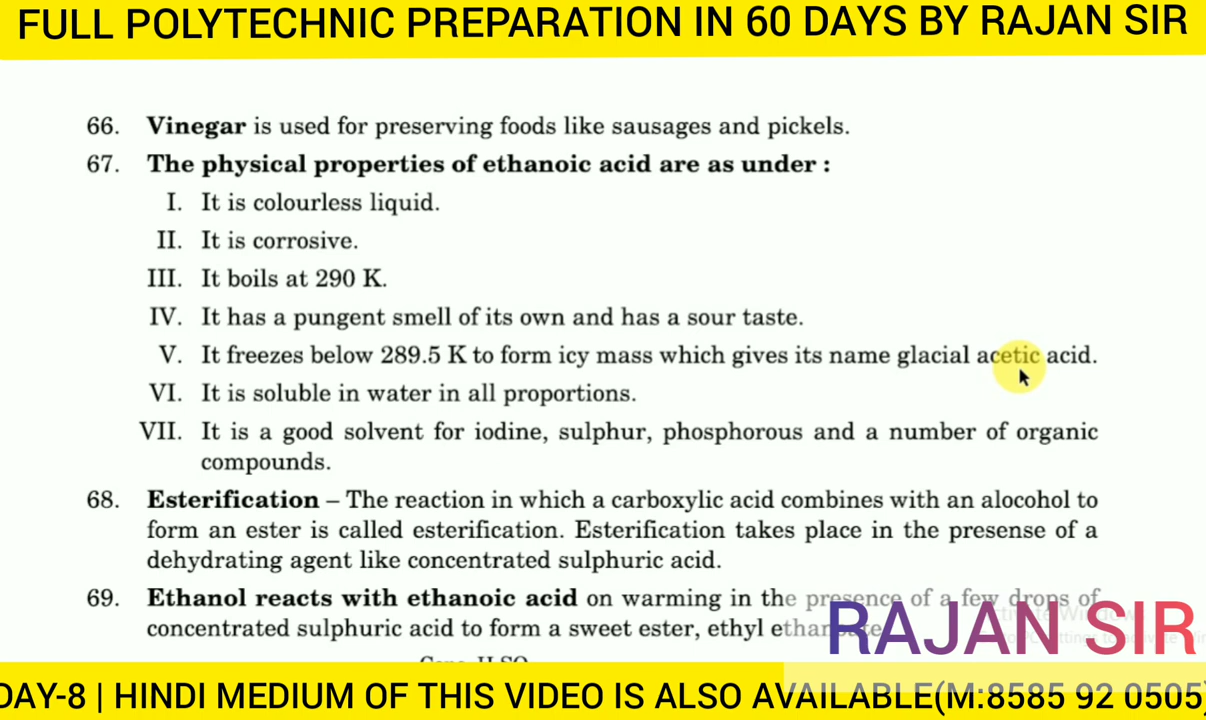 FULL POLYTECHNIC PREPARATION IN 60 DAYS BY RAJAN SIR
66. Vinegar is used for preserving foods like sausages and pickels.
67. The physical properties of ethanoic acid are as under :
I. It is colourless liquid.
II. It is corrosive.
III. It boils at 290 K.
IV. It has a pungent smell of its own and has a sour taste.
V. It freezes below 289.5 K to form icy mass which gives its name glacial acetic acid.
VI. It is soluble in water in all proportions.
VII. It is a good solvent for iodine, sulphur, phosphorous and a number of organic
compounds.
68. Esterification – The reaction in which a carboxylic acid combines with an alocohol to
form an ester is called esterification. Esterification takes place in the presense of a
dehydrating agent like concentrated sulphuric acid.
69. Ethanol reacts with ethanoic acid on warming in the presence of a few drops of
concentrated sulphuric acid to form a sweet ester, ethyl
RAJAN SIR
DAY-8 | HINDI MEDIUM OF THIS VIDEO IS ALSO AVAILABLE(M:8585 92 0505)